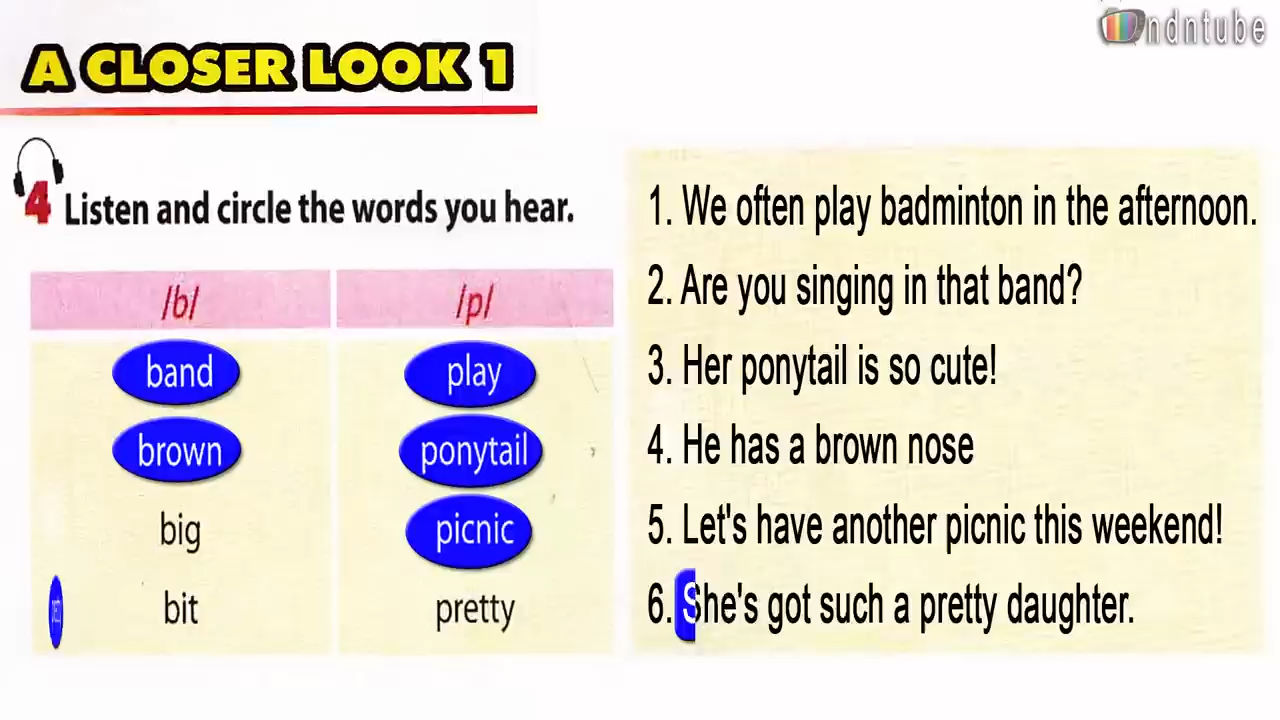 ndntube
A CLOSER LOOK 1
4 Listen and circle the words you hear.
/b/ /p/
band play
brown ponytail
big picnic
bit pretty
1. We often play badminton in the afternoon.
2. Are you singing in that band?
3. Her ponytail is so cute!
4. He has a brown nose
5. Let's have another picnic this weekend!
6. She's got such a pretty daughter.